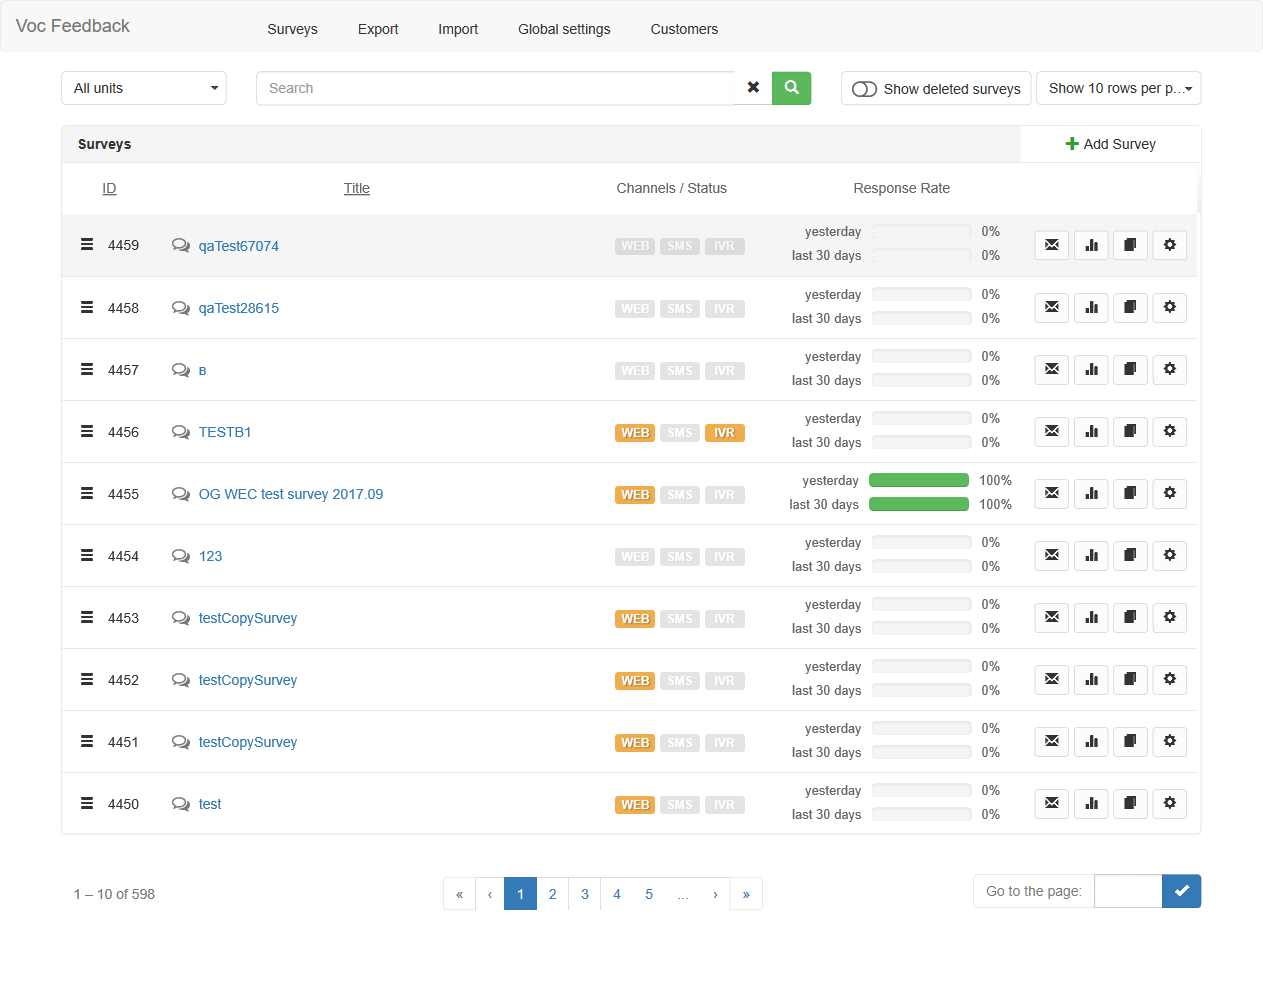 Voc Feedback Surveys Export Import Global settings Customers
All units Search Show deleted surveys Show 10 rows per p...
Surveys Add Survey
ID Title Channels / Status Response Rate
4459 qaTest67074 WEB SMS IVR yesterday 0%
last 30 days 0%
4458 qaTest28615 WEB SMS IVR yesterday 0%
last 30 days 0%
4457 в WEB SMS IVR yesterday 0%
last 30 days 0%
4456 TESTB1 WEB SMS IVR yesterday 0%
last 30 days 0%
4455 OG WEC test survey 2017.09 WEB SMS IVR yesterday 100%
last 30 days 100%
4454 123 WEB SMS IVR yesterday 0%
last 30 days 0%
4453 testCopySurvey WEB SMS IVR yesterday 0%
last 30 days 0%
4452 testCopySurvey WEB SMS IVR yesterday 0%
last 30 days 0%
4451 testCopySurvey WEB SMS IVR yesterday 0%
last 30 days 0%
4450 test WEB SMS IVR yesterday 0%
last 30 days 0%
1 – 10 of 598 « ‹ 1 2 3 4 5 ... › » Go to the page: